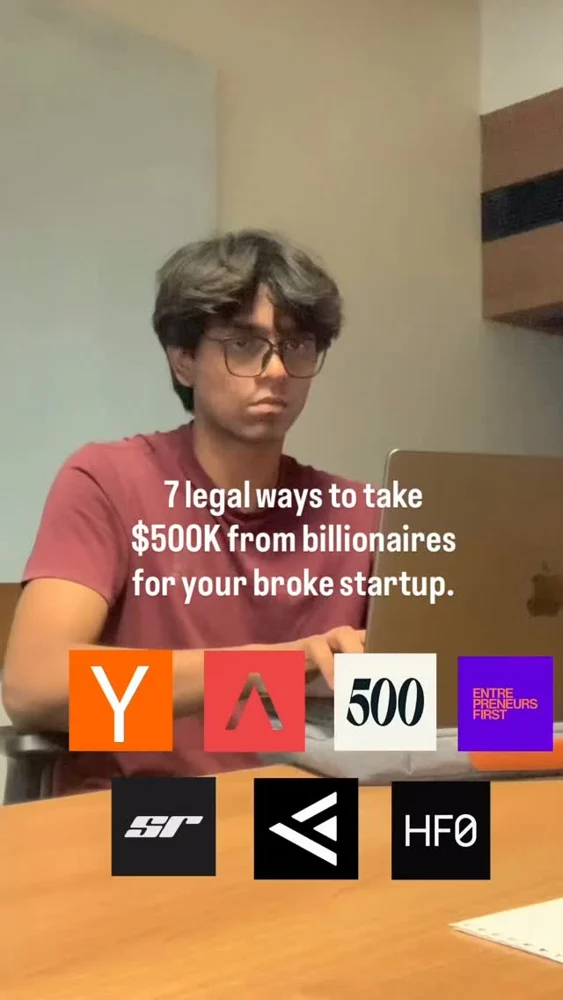 7 legal ways to take
$500K from billionaires
for your broke startup.
Y
500
ENTRE
PRENEURS
FIRST
sr
HF0